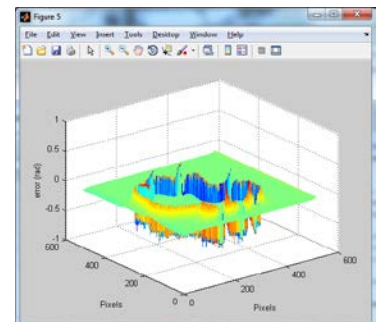 Figure 5
File Edit View Insert Tools Desktop Window Help
1
0.5
0
-0.5
-1
error (rad)
600
400
200
0
Pixels
0
200
400
600
Pixels